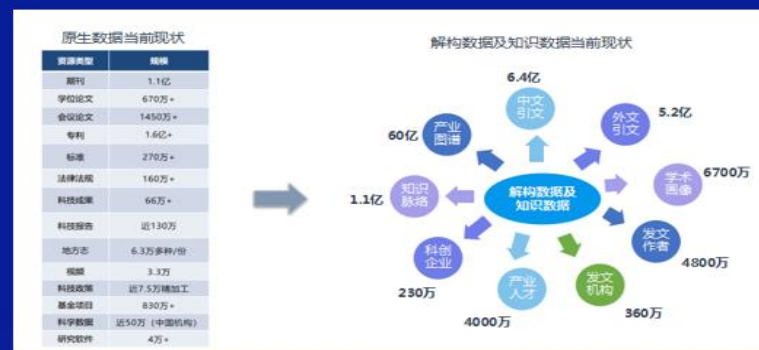 原生数据当前现状
资源类型 规模
期刊 1.1亿
学位论文 670万+
会议论文 1450万+
专利 1.6亿+
标准 270万+
法律法规 160万+
科技成果 66万+
科技报告 近130万
地方志 6.3万多种/份
视频 3.3万
科技政策 近7.5万精加工
基金项目 830万+
科学数据 近50万（中国机构）
研究软件 4万+
解构数据及知识数据当前现状
6.4亿
中文
引文
5.2亿
外文
引文
6700万
学术
画像
4800万
发文
作者
360万
发文
机构
4000万
产业
人才
230万
科创
企业
1.1亿
知识
脉络
60亿
产业
图谱
解构数据及
知识数据